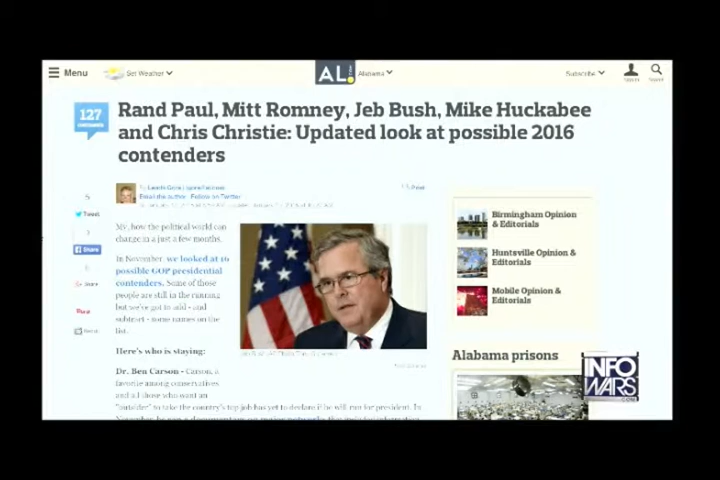 Menu
Set Weather
AL.
Alabama
Subscribe
127
comments
Rand Paul, Mitt Romney, Jeb Bush, Mike Huckabee
and Chris Christie: Updated look at possible 2016
contenders
Print
Email the author Follow on Twitter
5
Tweet
3
Share
0
Share
My, how the political world can
change in a just a few months.
In November, we looked at 16
possible GOP presidential
contenders. Some of those
people are still in the running
but we've got to add - and
subtract - some names on the
list.
Here's who is staying:
Dr. Ben Carson - Carson, a
favorite among conservatives
and all those who want an
"outsider" to take the country's top job has yet to declare if he will run for president. In
Birmingham Opinion
& Editorials
Huntsville Opinion
& Editorials
Mobile Opinion &
Editorials
Alabama prisons
INFO
WARS
.COM